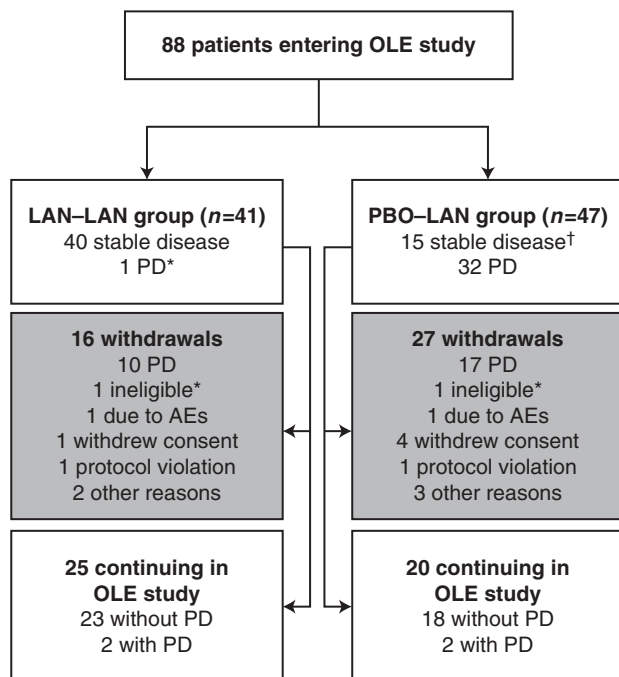 88 patients entering OLE study
LAN–LAN group (n=41)
40 stable disease
1 PD*
PBO–LAN group (n=47)
15 stable disease†
32 PD
16 withdrawals
10 PD
1 ineligible*
1 due to AEs
1 withdrew consent
1 protocol violation
2 other reasons
27 withdrawals
17 PD
1 ineligible*
1 due to AEs
4 withdrew consent
1 protocol violation
3 other reasons
25 continuing in
OLE study
23 without PD
2 with PD
20 continuing in
OLE study
18 without PD
2 with PD